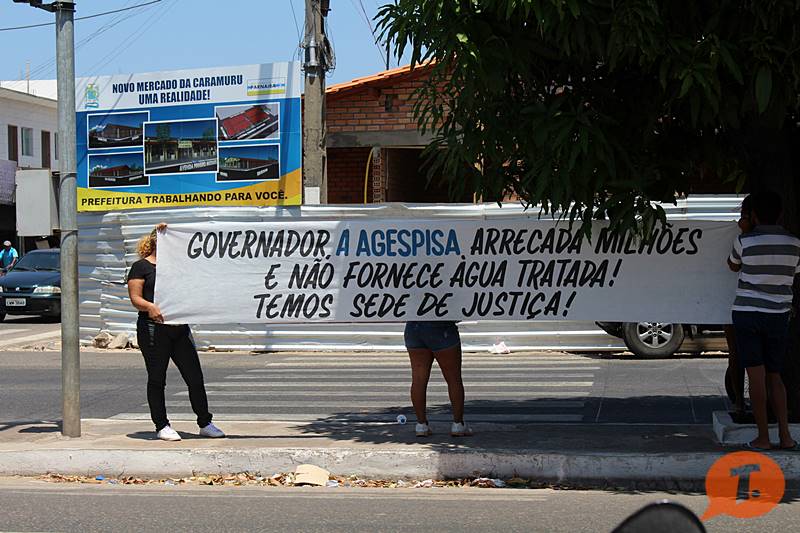 NOVO MERCADO DA CARAMURU
UMA REALIDADE!
PREFEITURA TRABALHANDO PARA VOCÊ.
GOVERNADOR, A AGESPISA, ARRECADA MILHÕES
E NÃO FORNECE ÁGUA TRATADA!
TEMOS SEDE DE JUSTIÇA!
T.